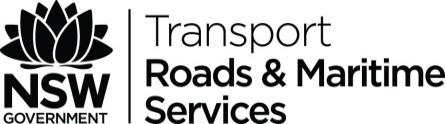 NSW
GOVERNMENT
Transport
Roads & Maritime
Services